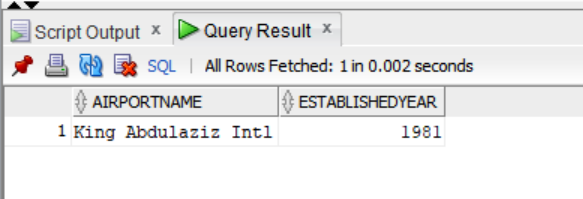 Script Output x Query Result x
SQL | All Rows Fetched: 1 in 0.002 seconds
AIRPORTNAME ESTABLISHEDYEAR
1 King Abdulaziz Intl 1981